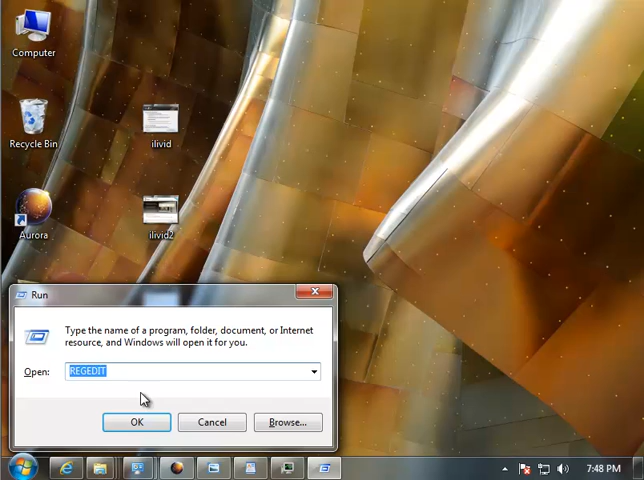 Computer
Recycle Bin
ilivid
Aurora
ilivid2
Run
Type the name of a program, folder, document, or Internet
resource, and Windows will open it for you.
Open: REGEDIT
OK Cancel Browse...
7:48 PM